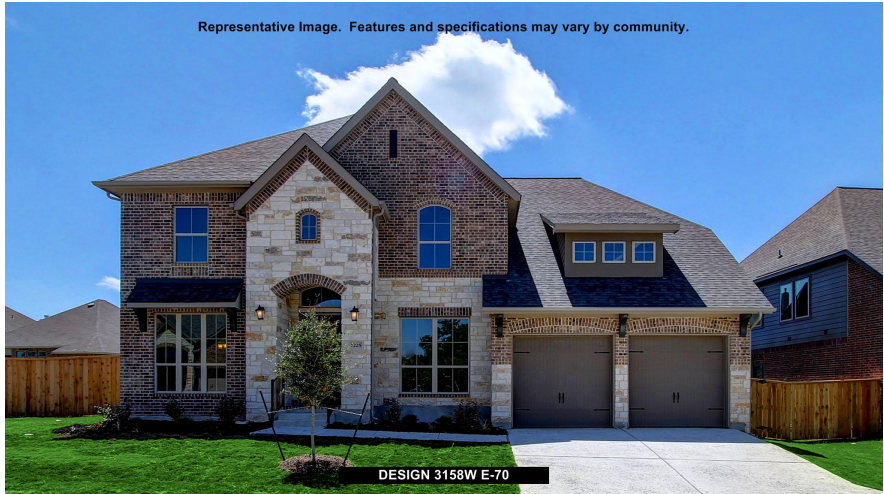 Representative Image.  Features and specifications may vary by community.
DESIGN 3158W E-70